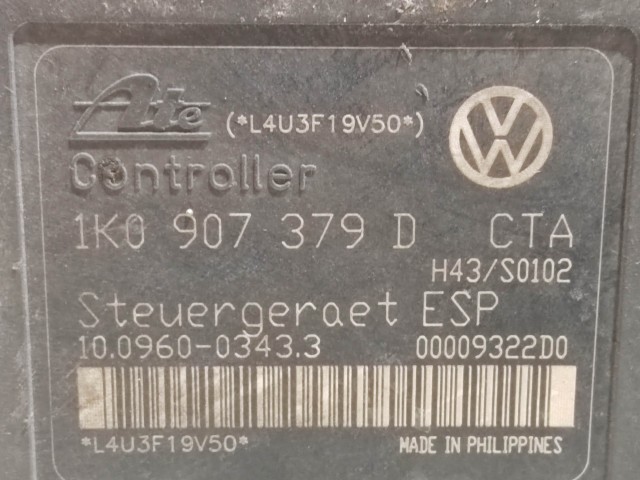 Ate (*L4U3F19V50*)
Controller
1K0 907 379 D CTA
H43/S0102
Steuergeraet ESP
10.0960-0343.3 00009322D0
*L4U3F19V50* MADE IN PHILIPPINES